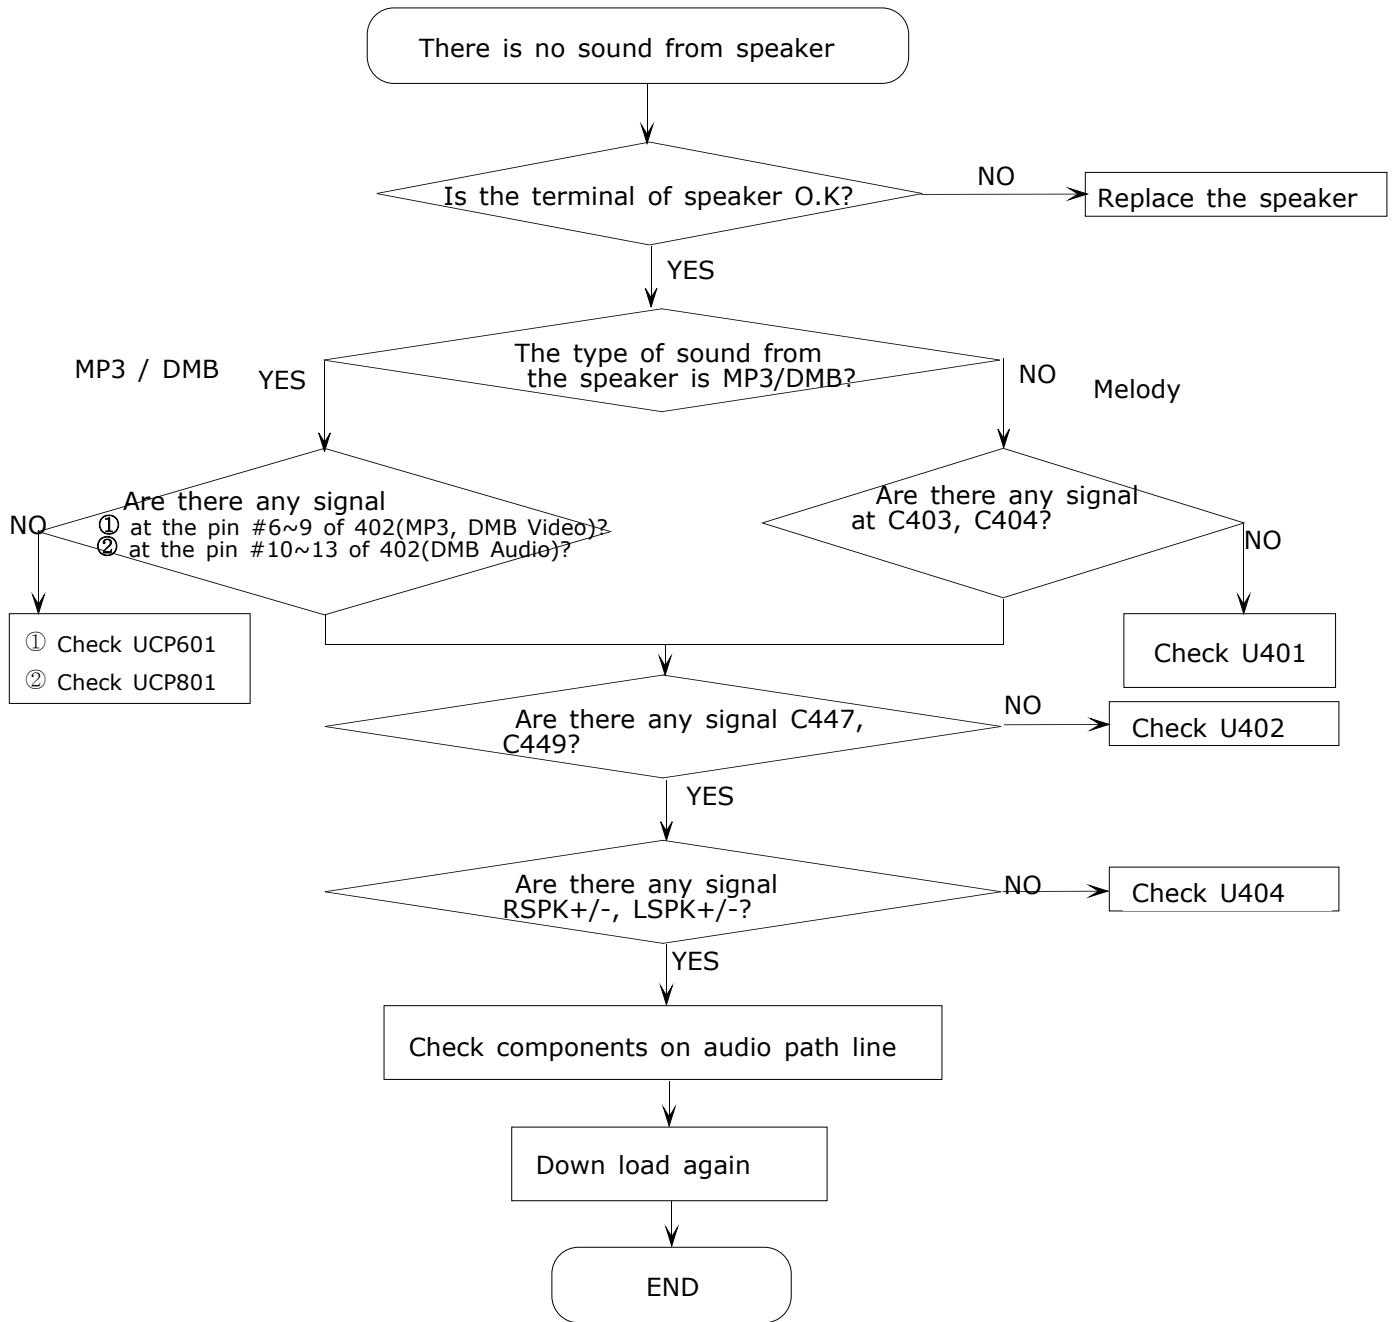 There is no sound from speaker
Is the terminal of speaker O.K?
NO
Replace the speaker
YES
The type of sound from
the speaker is MP3/DMB?
MP3 / DMB
YES
NO
Melody
Are there any signal
① at the pin #6~9 of 402(MP3, DMB Video)?
② at the pin #10~13 of 402(DMB Audio)?
NO
Are there any signal
at C403, C404?
NO
① Check UCP601
② Check UCP801
Check U401
Are there any signal C447,
C449?
NO
Check U402
YES
Are there any signal
RSPK+/-, LSPK+/-?
NO
Check U404
YES
Check components on audio path line
Down load again
END